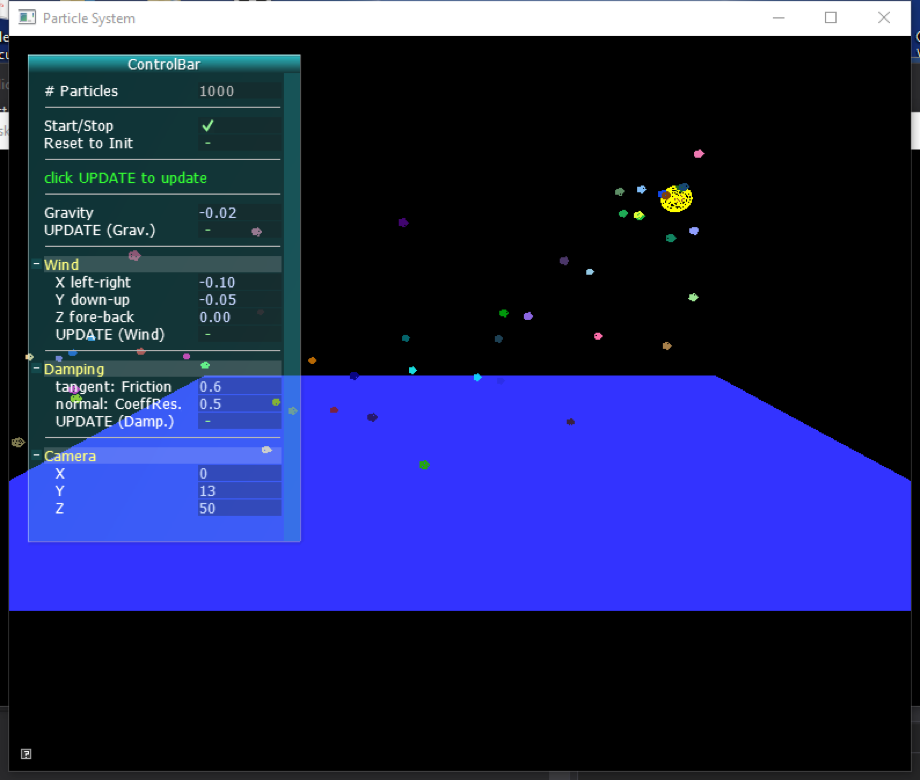 Particle System
ControlBar
# Particles 1000
Start/Stop ✓
Reset to Init -
click UPDATE to update
Gravity -0.02
UPDATE (Grav.) -
- Wind
X left-right -0.10
Y down-up -0.05
Z fore-back 0.00
UPDATE (Wind) -
- Damping
tangent: Friction 0.6
normal: CoeffRes. 0.5
UPDATE (Damp.) -
- Camera
X 0
Y 13
Z 50
?